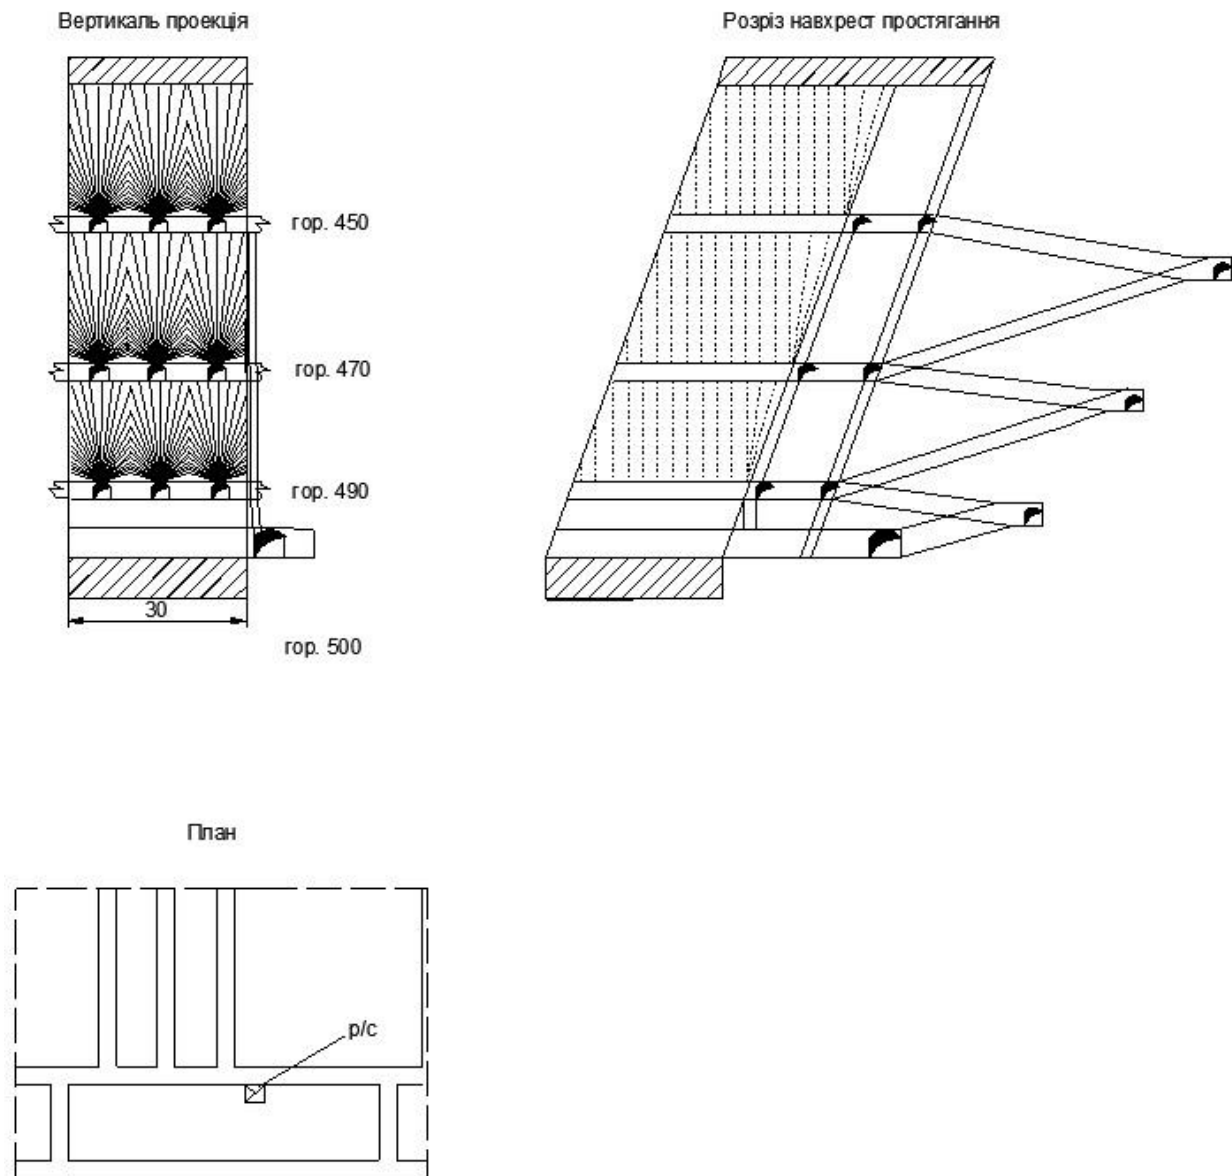 Вертикаль проекція
Розріз навхрест простягання
гор. 450
гор. 470
гор. 490
30
гор. 500
План
р/с